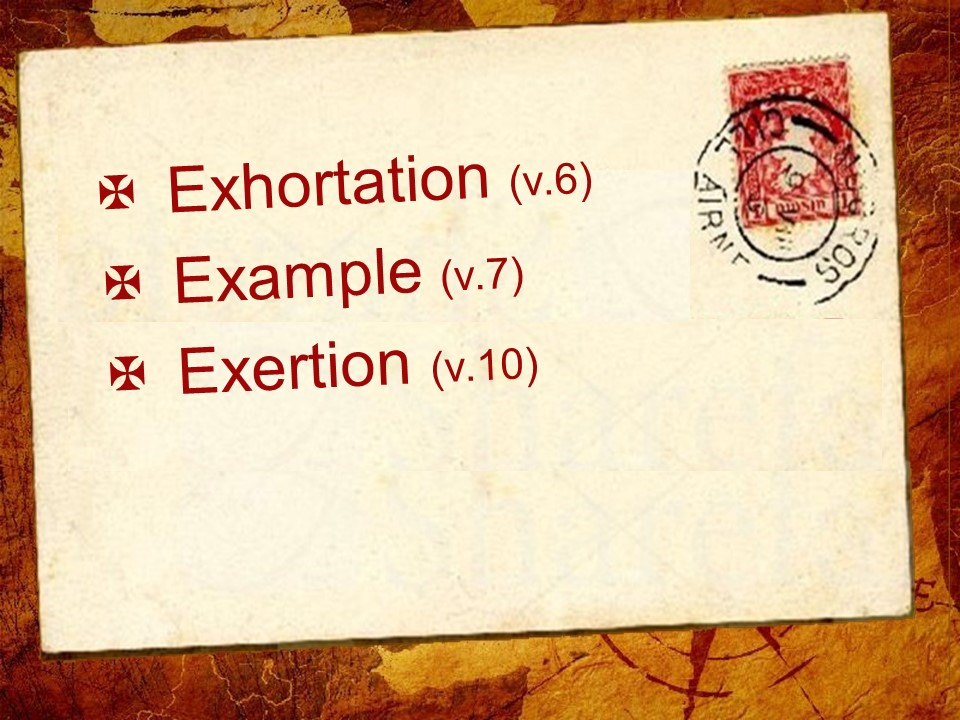 ✠ Exhortation (v.6)
✠ Example (v.7)
✠ Exertion (v.10)